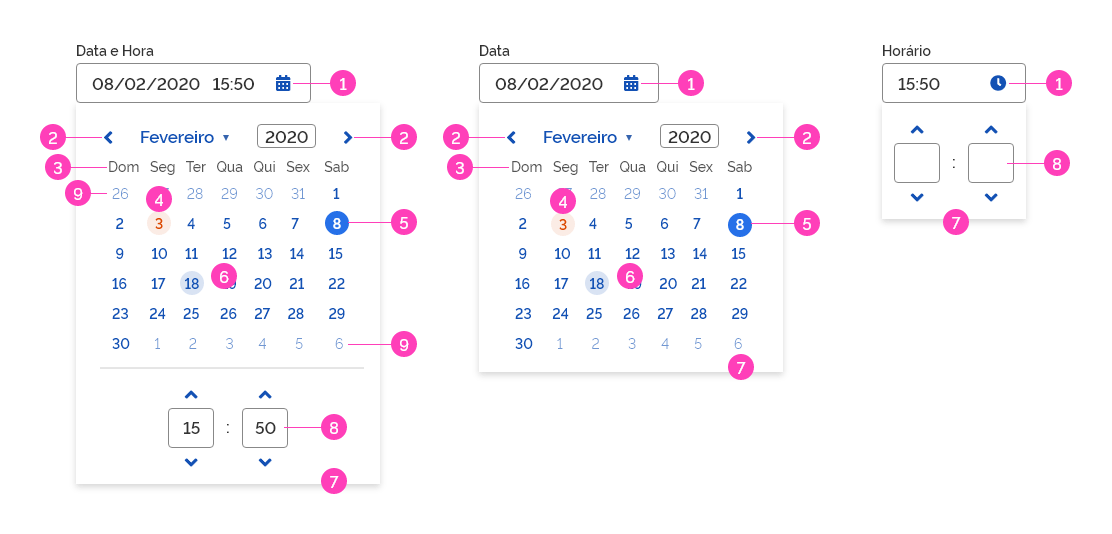 Data e Hora
08/02/2020 15:50 1
2 Fevereiro 2020 2
3 Dom Seg Ter Qua Qui Sex Sab
9 26 28 29 30 31 1
4
2 3 4 5 6 7 8 5
9 10 11 12 13 14 15
6
16 17 18 20 21 22
23 24 25 26 27 28 29
30 1 2 3 4 5 6 9
15 : 50 8
7
Data
08/02/2020 1
2 Fevereiro 2020 2
3 Dom Seg Ter Qua Qui Sex Sab
26 28 29 30 31 1
4
2 3 4 5 6 7 8 5
9 10 11 12 13 14 15
6
16 17 18 20 21 22
23 24 25 26 27 28 29
30 1 2 3 4 5 6
7
Horário
15:50 1
: 8
7